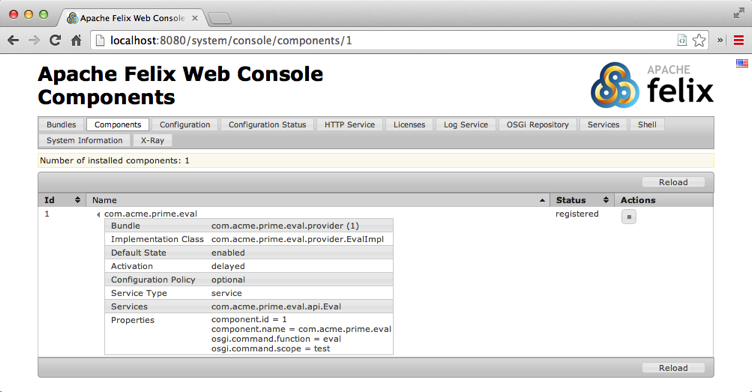 Apache Felix Web Console
localhost:8080/system/console/components/1
Apache Felix Web Console
Components
APACHE
felix
Bundles Components Configuration Configuration Status HTTP Service Licenses Log Service OSGi Repository Services Shell
System Information X-Ray
Number of installed components: 1
Reload
Id Name Status Actions
1 com.acme.prime.eval registered
Bundle com.acme.prime.eval.provider (1)
Implementation Class com.acme.prime.eval.provider.EvalImpl
Default State enabled
Activation delayed
Configuration Policy optional
Service Type service
Services com.acme.prime.eval.api.Eval
Properties component.id = 1
component.name = com.acme.prime.eval
osgi.command.function = eval
osgi.command.scope = test
Reload